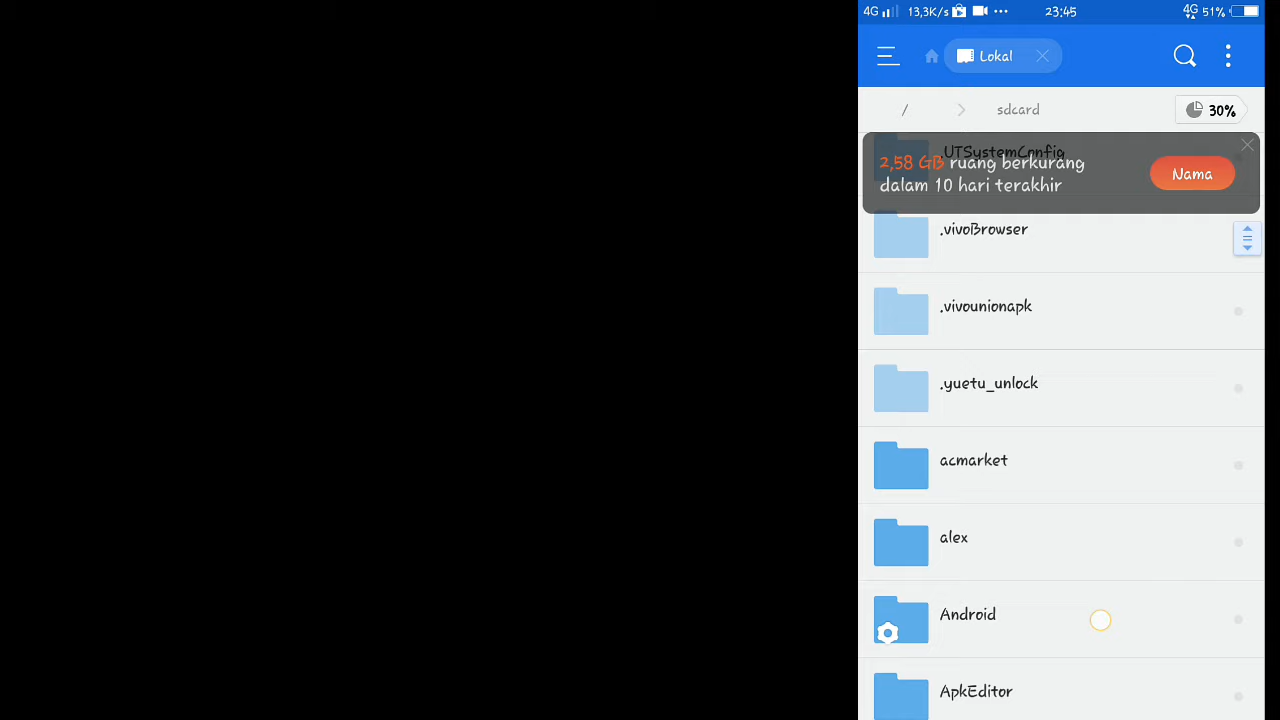 4G 13,3K/s ••• 23:45 4G 51%
Lokal
/ sdcard 30%
.UTSystemConfig
2,58 GB ruang berkurang
dalam 10 hari terakhir
Nama
.vivoBrowser
.vivounionapk
.yuetu_unlock
acmarket
alex
Android
ApkEditor